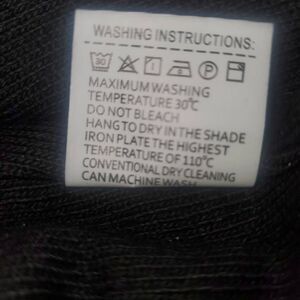 WASHING INSTRUCTIONS:
30 P
MAXIMUM WASHING
TEMPERATURE 30℃
DO NOT BLEACH
HANG TO DRY IN THE SHADE
IRON PLATE THE HIGHEST
TEMPERATURE OF 110℃
CONVENTIONAL DRY CLEANING
CAN MACHINE WASH